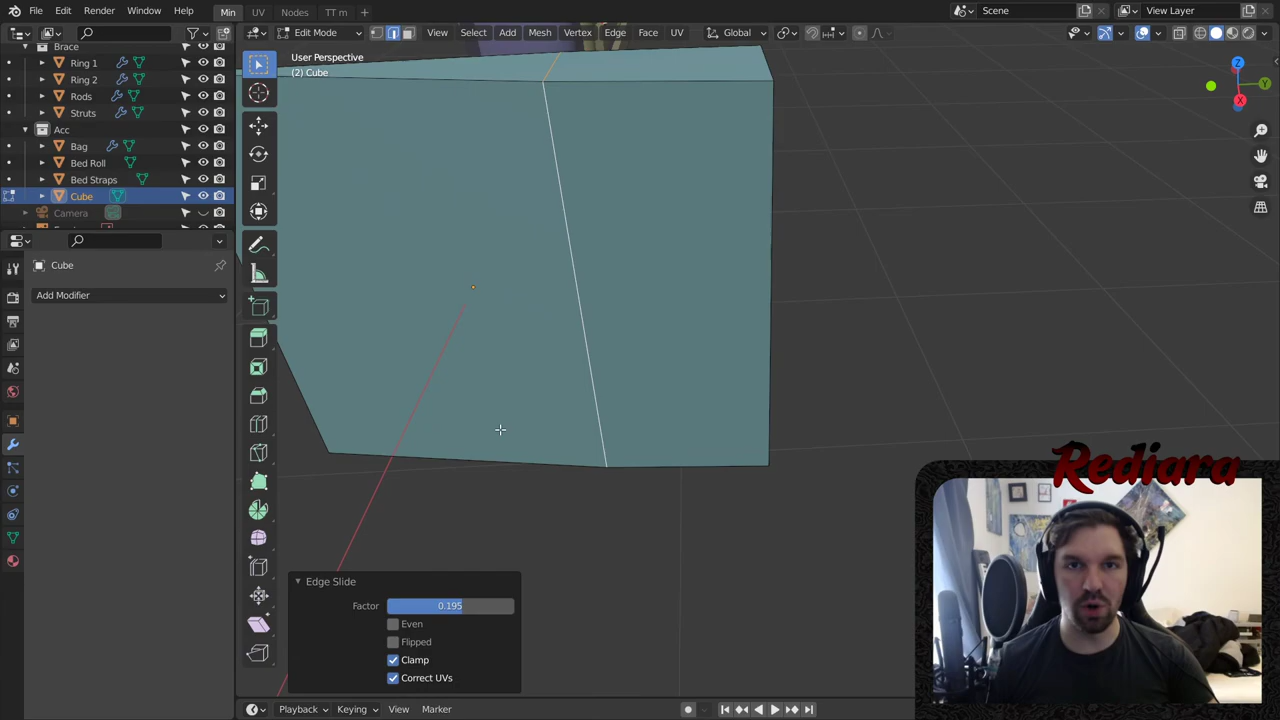 File Edit Render Window Help
Min UV Nodes TT m +
Scene
View Layer
Edit Mode
View Select Add Mesh Vertex Edge Face UV
Global
Brace
Ring 1
Ring 2
Rods
Struts
Acc
Bag
Bed Roll
Bed Straps
Cube
Camera
User Perspective
(2) Cube
Z
Y
X
Cube
Add Modifier
Rediara
Edge Slide
Factor 0.195
Even
Flipped
Clamp
Correct UVs
Playback Keying View Marker